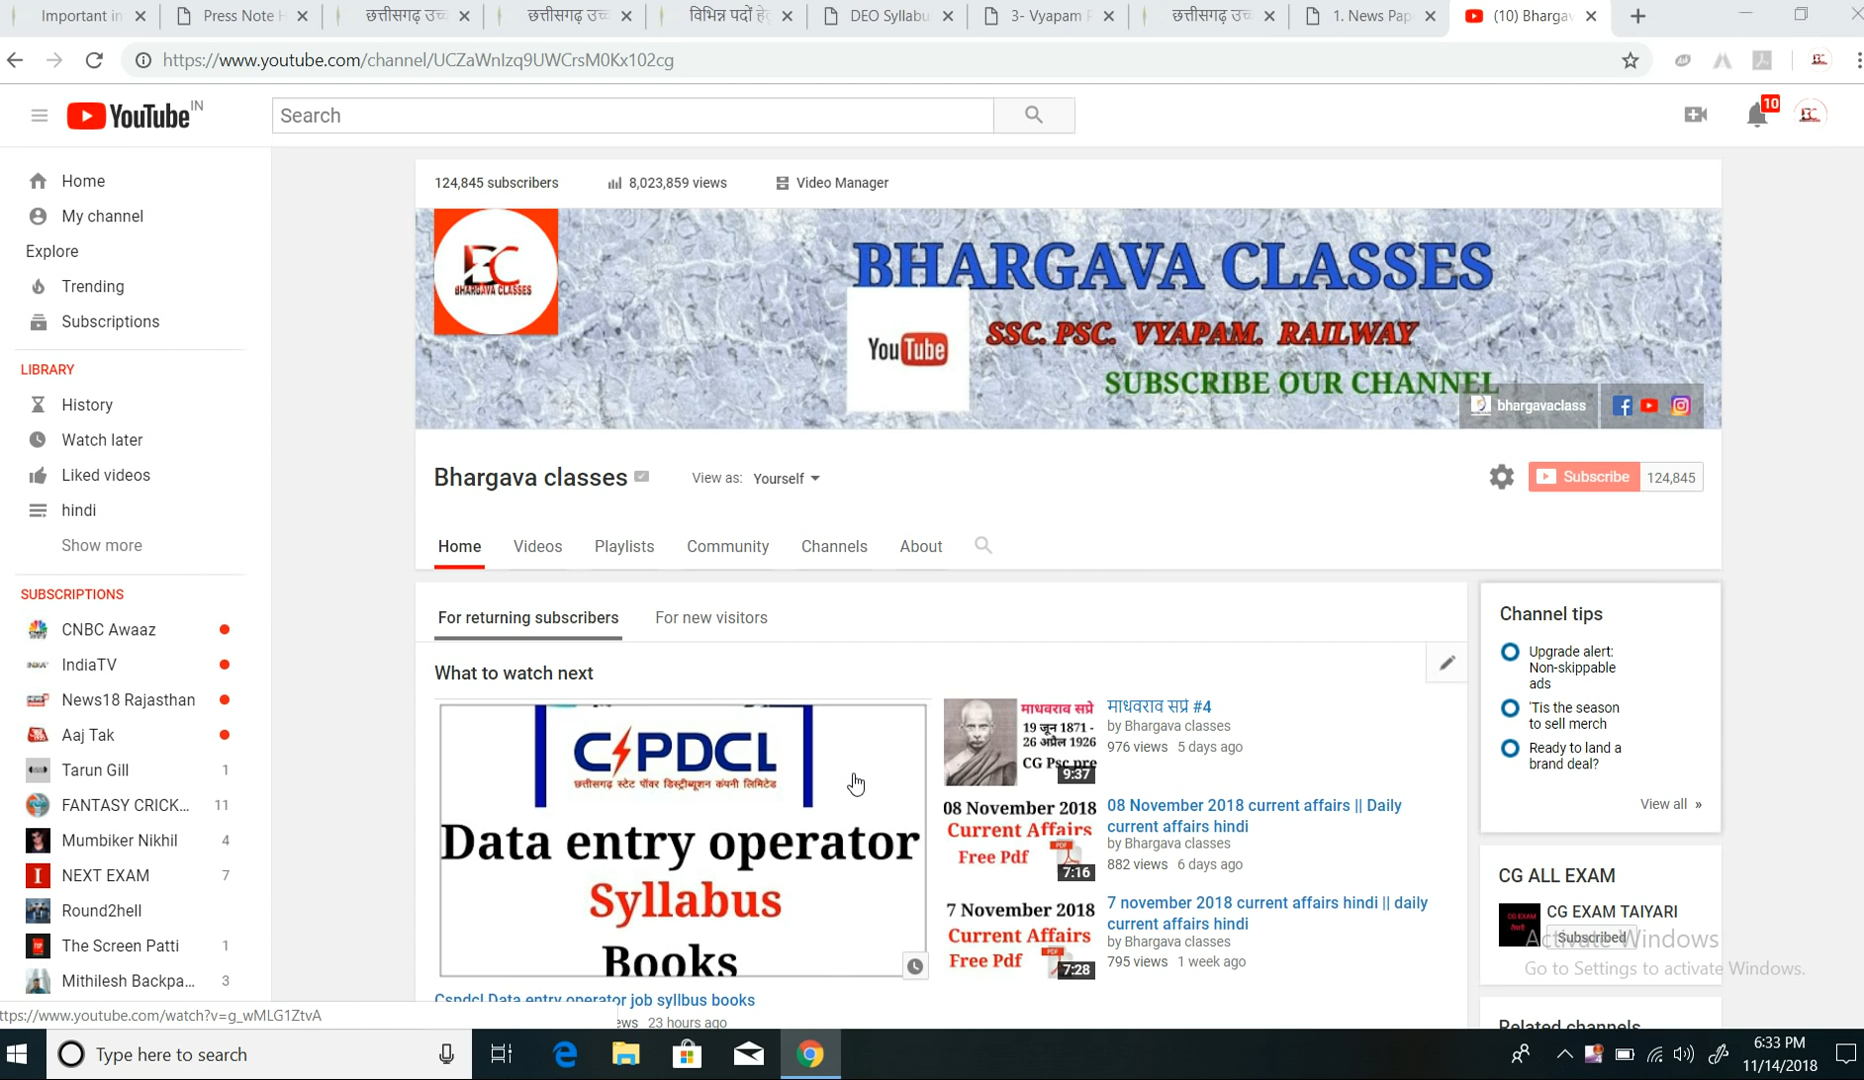 Important in
Press Note H
छत्तीसगढ़ उच्च
छत्तीसगढ़ उच्च
विभिन्न पदों हेतु
DEO Syllabu
3- Vyapam F
छत्तीसगढ़ उच्च
1. News Pap
(10) Bhargav
https://www.youtube.com/channel/UCZaWnIzq9UWCrsM0Kx102cg
YouTube IN
Search
10
Home
My channel
Explore
Trending
Subscriptions
LIBRARY
History
Watch later
Liked videos
hindi
Show more
SUBSCRIPTIONS
CNBC Awaaz
IndiaTV
News18 Rajasthan
Aaj Tak
Tarun Gill 1
FANTASY CRICK... 11
Mumbiker Nikhil 4
NEXT EXAM 7
Round2hell
The Screen Patti 1
Mithilesh Backpa... 3
124,845 subscribers
8,023,859 views
Video Manager
BHARGAVA CLASSES
BHARGAVA CLASSES
YouTube
SSC. PSC. VYAPAM. RAILWAY
SUBSCRIBE OUR CHANNEL
bhargavaclass
Bhargava classes
View as: Yourself
Subscribe 124,845
Home Videos Playlists Community Channels About
For returning subscribers
For new visitors
What to watch next
CSPDCL
छत्तीसगढ़ स्टेट पॉवर डिस्ट्रीब्यूशन कंपनी लिमिटेड
Data entry operator
Syllabus
Books
Cspdcl Data entry operator job syllbus books
ews 23 hours ago
माधवराव सप्रे
19 जून 1871 -
26 अप्रैल 1926
CG Psc pre
9:37
माधवराव सप्रे #4
by Bhargava classes
976 views 5 days ago
08 November 2018
Current Affairs
Free Pdf
PDF
7:16
08 November 2018 current affairs || Daily
current affairs hindi
by Bhargava classes
882 views 6 days ago
7 November 2018
Current Affairs
Free Pdf
PDF
7:28
7 november 2018 current affairs hindi || daily
current affairs hindi
by Bhargava classes
795 views 1 week ago
Channel tips
Upgrade alert:
Non-skippable
ads
'Tis the season
to sell merch
Ready to land a
brand deal?
View all »
CG ALL EXAM
CG EXAM TAIYARI
Subscribed
Activate Windows
Go to Settings to activate Windows.
Related channels
ttps://www.youtube.com/watch?v=g_wMLG1ZtvA
Type here to search
6:33 PM
11/14/2018